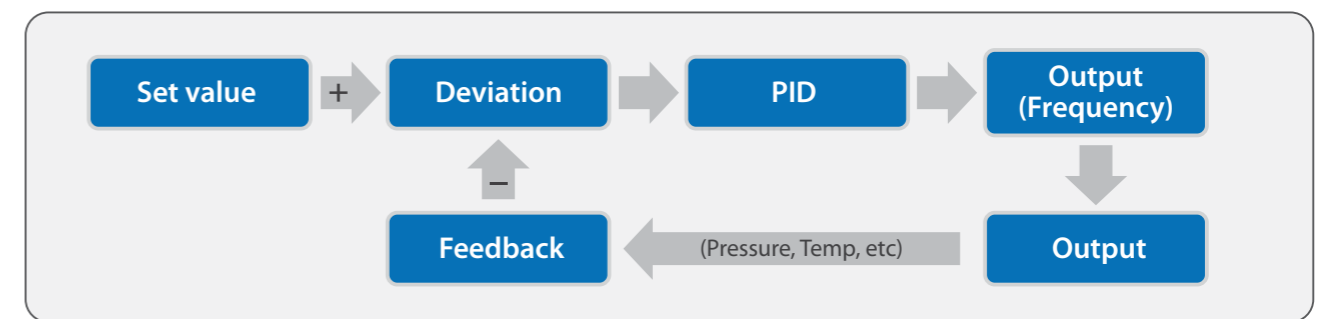 Set value
+
Deviation
PID
Output
(Frequency)
–
Feedback
(Pressure, Temp, etc)
Output